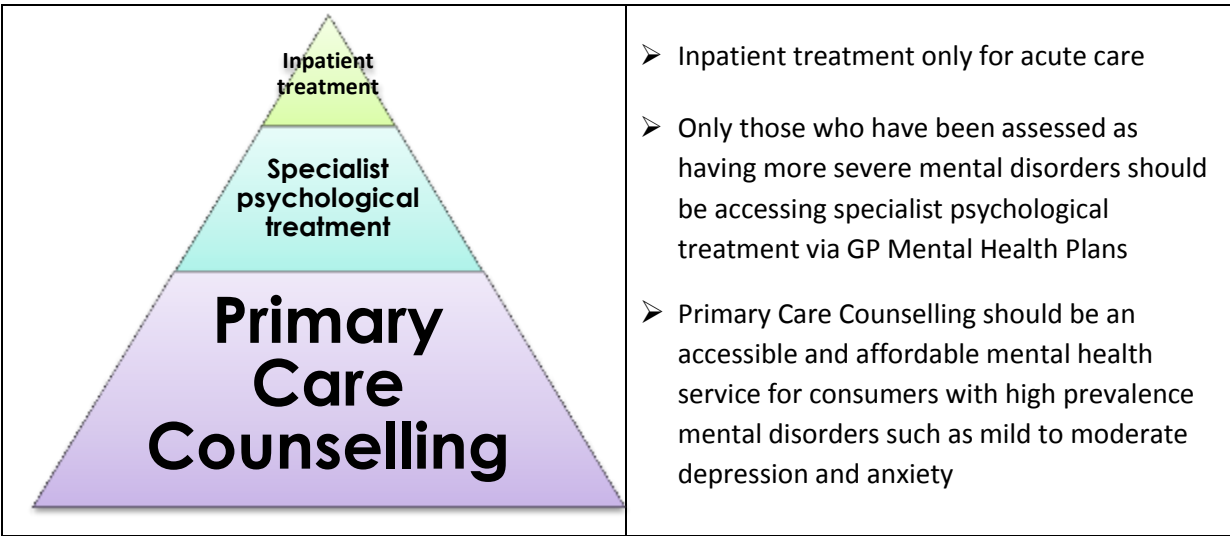 Inpatient
treatment
Specialist
psychological
treatment
Primary
Care
Counselling
➢ Inpatient treatment only for acute care
➢ Only those who have been assessed as
having more severe mental disorders should
be accessing specialist psychological
treatment via GP Mental Health Plans
➢ Primary Care Counselling should be an
accessible and affordable mental health
service for consumers with high prevalence
mental disorders such as mild to moderate
depression and anxiety